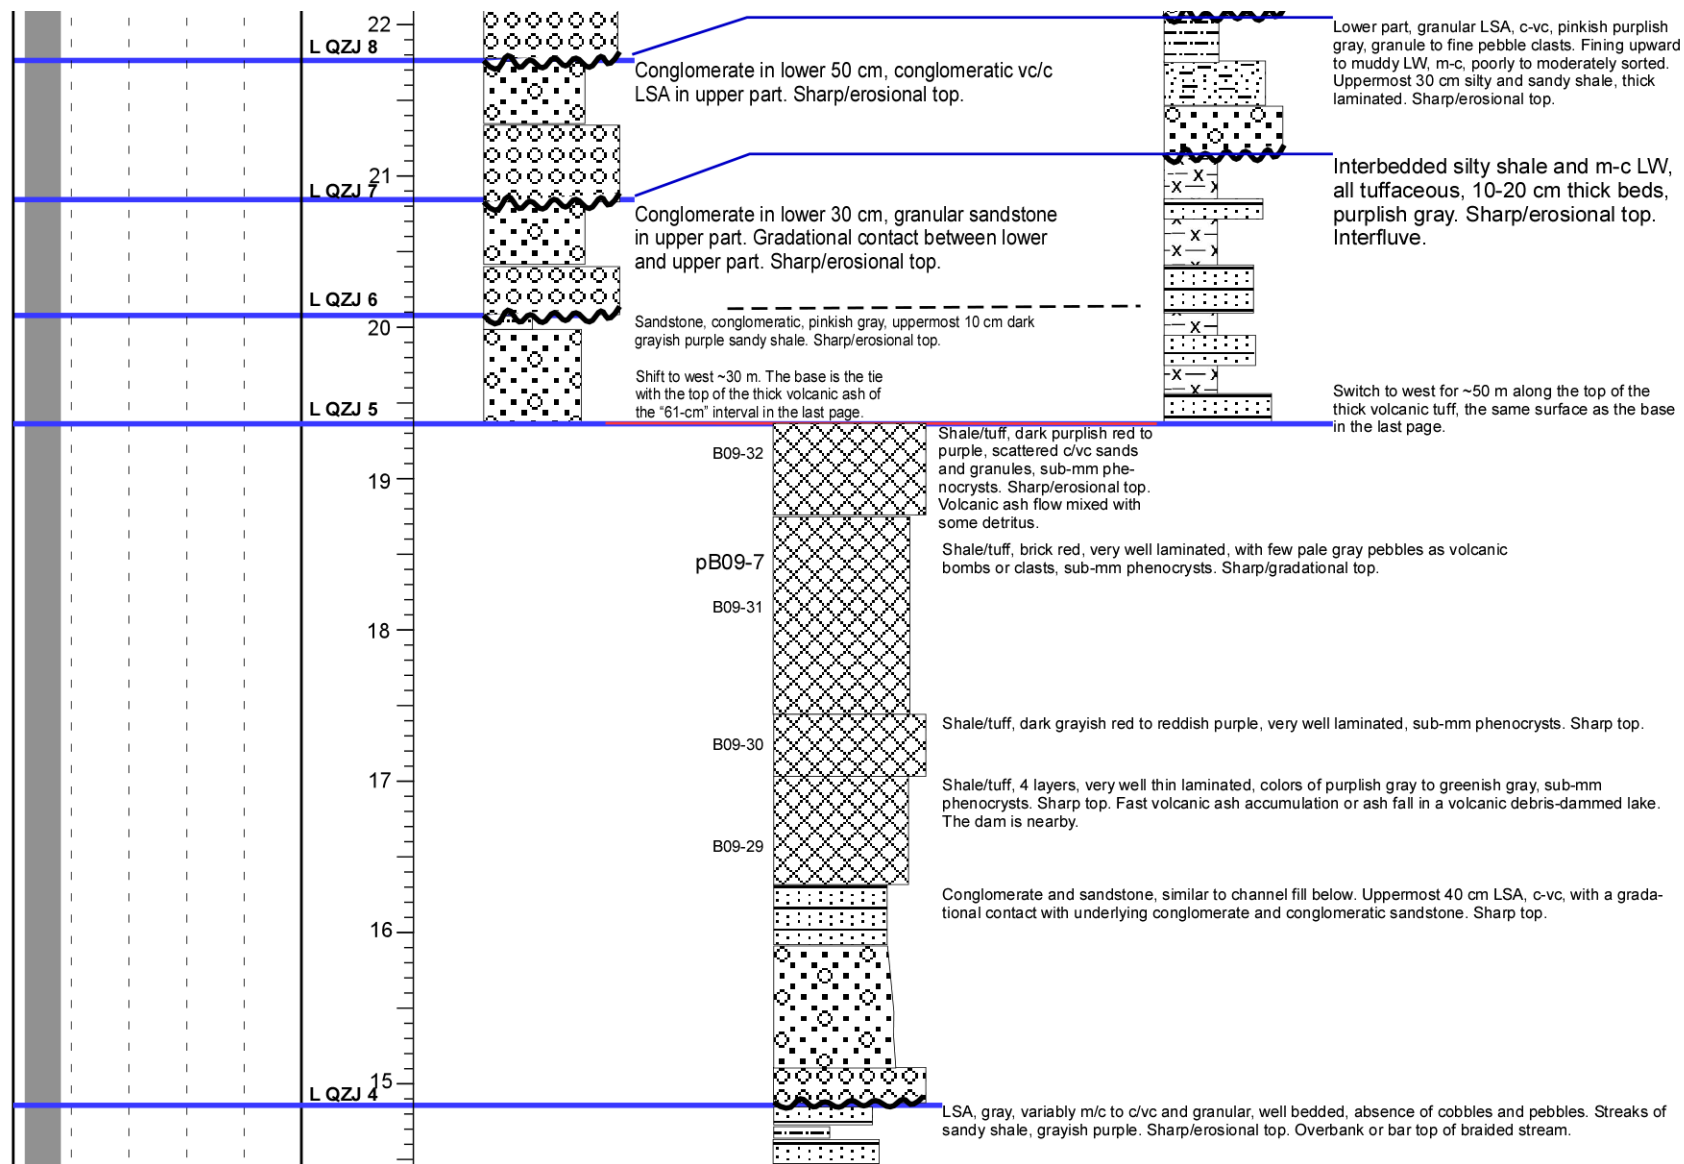 22
L QZJ 8
Conglomerate in lower 50 cm, conglomeratic vc/c
LSA in upper part. Sharp/erosional top.
Lower part, granular LSA, c-vc, pinkish purplish
gray, granule to fine pebble clasts. Fining upward
to muddy LW, m-c, poorly to moderately sorted.
Uppermost 30 cm silty and sandy shale, thick
laminated. Sharp/erosional top.
21
L QZJ 7
Conglomerate in lower 30 cm, granular sandstone
in upper part. Gradational contact between lower
and upper part. Sharp/erosional top.
Interbedded silty shale and m-c LW,
all tuffaceous, 10-20 cm thick beds,
purplish gray. Sharp/erosional top.
Interfluve.
L QZJ 6
20
Sandstone, conglomeratic, pinkish gray, uppermost 10 cm dark
grayish purple sandy shale. Sharp/erosional top.
Shift to west ~30 m. The base is the tie
with the top of the thick volcanic ash of
the “61-cm” interval in the last page.
Switch to west for ~50 m along the top of the
thick volcanic tuff, the same surface as the base
in the last page.
L QZJ 5
B09-32
Shale/tuff, dark purplish red to
purple, scattered c/vc sands
and granules, sub-mm phe-
nocrysts. Sharp/erosional top.
Volcanic ash flow mixed with
some detritus.
19
pB09-7
Shale/tuff, brick red, very well laminated, with few pale gray pebbles as volcanic
bombs or clasts, sub-mm phenocrysts. Sharp/gradational top.
B09-31
18
B09-30
Shale/tuff, dark grayish red to reddish purple, very well laminated, sub-mm phenocrysts. Sharp top.
17
Shale/tuff, 4 layers, very well thin laminated, colors of purplish gray to greenish gray, sub-mm
phenocrysts. Sharp top. Fast volcanic ash accumulation or ash fall in a volcanic debris-dammed lake.
The dam is nearby.
B09-29
Conglomerate and sandstone, similar to channel fill below. Uppermost 40 cm LSA, c-vc, with a grada-
tional contact with underlying conglomerate and conglomeratic sandstone. Sharp top.
16
15
L QZJ 4
LSA, gray, variably m/c to c/vc and granular, well bedded, absence of cobbles and pebbles. Streaks of
sandy shale, grayish purple. Sharp/erosional top. Overbank or bar top of braided stream.